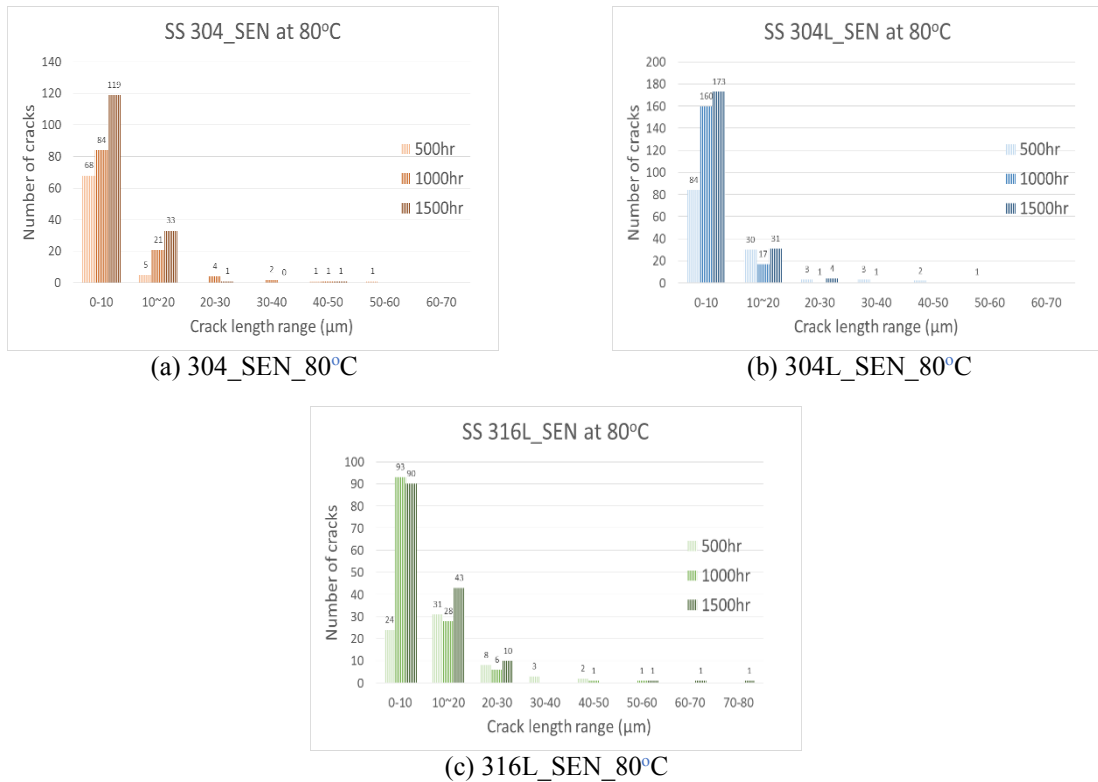 SS 304_SEN at 80ºC
Number of cracks
140
120
100
80
60
40
20
0
68 84 119
5 21 33
4 1
2 0
1 1 1
1
500hr
1000hr
1500hr
0-10 10~20 20-30 30-40 40-50 50-60 60-70
Crack length range (µm)
(a) 304_SEN_80ºC
SS 304L_SEN at 80ºC
Number of cracks
200
180
160
140
120
100
80
60
40
20
0
84 160 173
30 17 31
3 1 4
3 1
2
1
500hr
1000hr
1500hr
0-10 10~20 20-30 30-40 40-50 50-60 60-70
Crack length range (µm)
(b) 304L_SEN_80ºC
SS 316L_SEN at 80ºC
Number of cracks
100
90
80
70
60
50
40
30
20
10
0
24 93 90
31 28 43
8 6 10
3
2 1
1 1
1
1
500hr
1000hr
1500hr
0-10 10~20 20-30 30-40 40-50 50-60 60-70 70-80
Crack length range (µm)
(c) 316L_SEN_80ºC